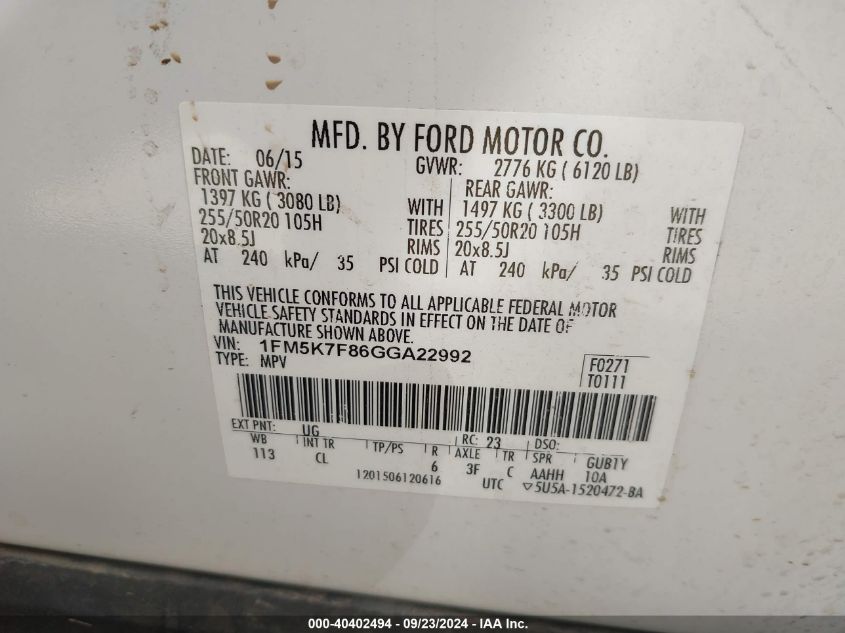 MFD. BY FORD MOTOR CO.
DATE: 06/15 GVWR: 2776 KG ( 6120 LB)
FRONT GAWR: REAR GAWR:
1397 KG ( 3080 LB) WITH 1497 KG ( 3300 LB) WITH
255/50R20 105H TIRES 255/50R20 105H TIRES
20x8.5J RIMS 20x8.5J RIMS
AT 240 kPa/ 35 PSI COLD AT 240 kPa/ 35 PSI COLD
THIS VEHICLE CONFORMS TO ALL APPLICABLE FEDERAL MOTOR
VEHICLE SAFETY STANDARDS IN EFFECT ON THE DATE OF
MANUFACTURE SHOWN ABOVE.
VIN: 1FM5K7F86GGA22992
TYPE: MPV
F0271
T0111
EXT PNT: UG RC: 23 DSO:
WB INT TR TP/PS R AXLE TR SPR GUB1Y
113 CL 6 3F C AAHH 10A
1201506120616 UTC ▽5U5A-1520472-BA
000-40402494 - 09/23/2024 - IAA Inc.